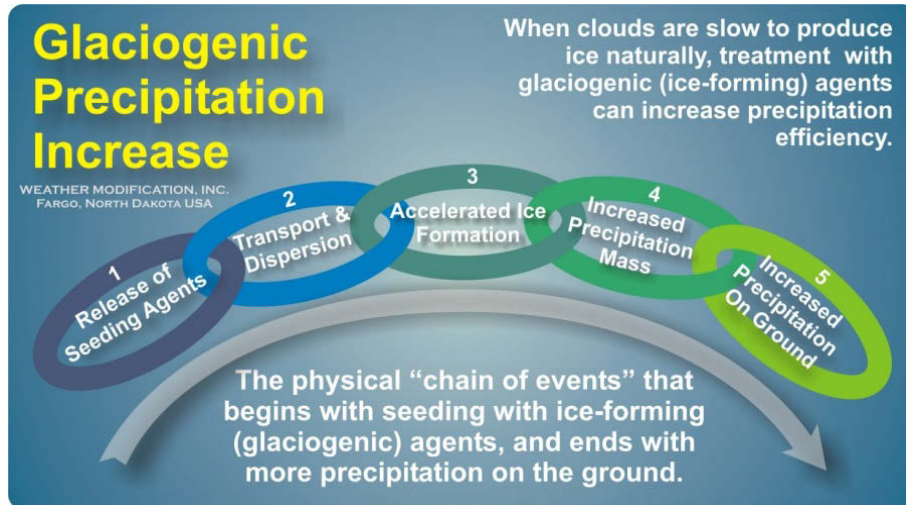 Glaciogenic
Precipitation
Increase
WEATHER MODIFICATION, INC.
FARGO, NORTH DAKOTA USA
When clouds are slow to produce
ice naturally, treatment with
glaciogenic (ice-forming) agents
can increase precipitation
efficiency.
1
Release of
Seeding Agents
2
Transport &
Dispersion
3
Accelerated Ice
Formation
4
Increased
Precipitation
Mass
5
Increased
Precipitation
On Ground
The physical “chain of events” that
begins with seeding with ice-forming
(glaciogenic) agents, and ends with
more precipitation on the ground.